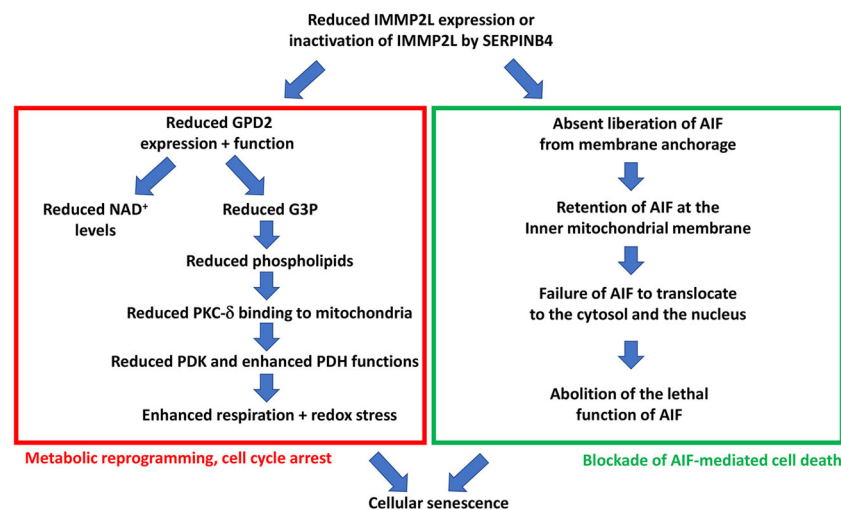 Reduced IMMP2L expression or
inactivation of IMMP2L by SERPINB4
Reduced GPD2
expression + function
Reduced NAD⁺
levels
Reduced G3P
Reduced phospholipids
Reduced PKC-δ binding to mitochondria
Reduced PDK and enhanced PDH functions
Enhanced respiration + redox stress
Metabolic reprogramming, cell cycle arrest
Absent liberation of AIF
from membrane anchorage
Retention of AIF at the
Inner mitochondrial membrane
Failure of AIF to translocate
to the cytosol and the nucleus
Abolition of the lethal
function of AIF
Blockade of AIF-mediated cell death
Cellular senescence